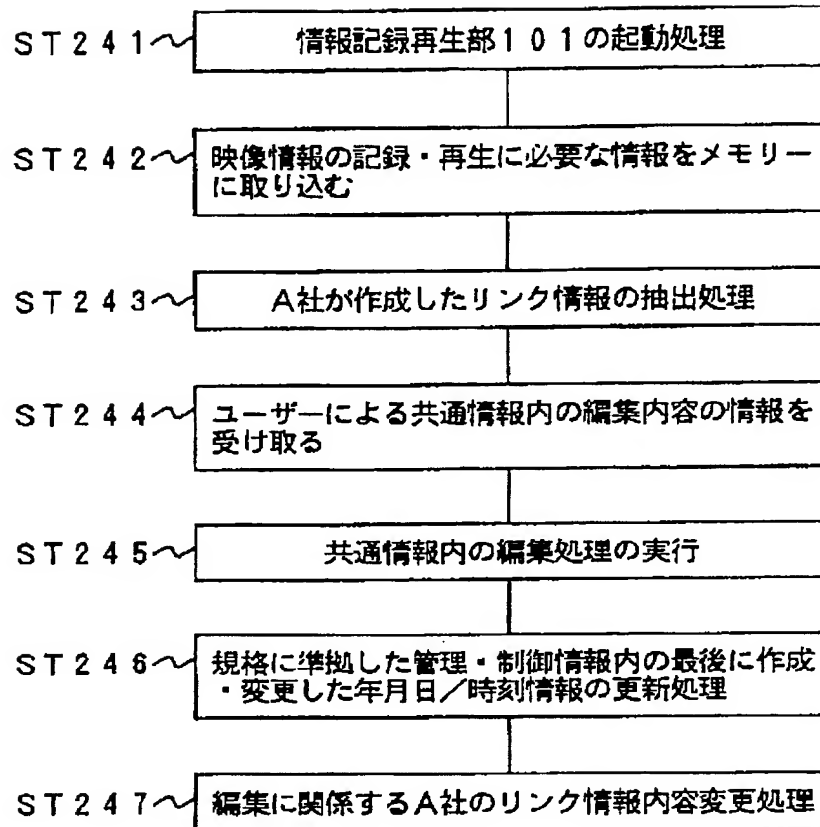 ST241 情報記録再生部101の起動処理
ST242 映像情報の記録・再生に必要な情報をメモリー
に取り込む
ST243 A社が作成したリンク情報の抽出処理
ST244 ユーザーによる共通情報内の編集内容の情報を
受け取る
ST245 共通情報内の編集処理の実行
ST246 規格に準拠した管理・制御情報内の最後に作成
・変更した年月日／時刻情報の更新処理
ST247 編集に関係するA社のリンク情報内容変更処理